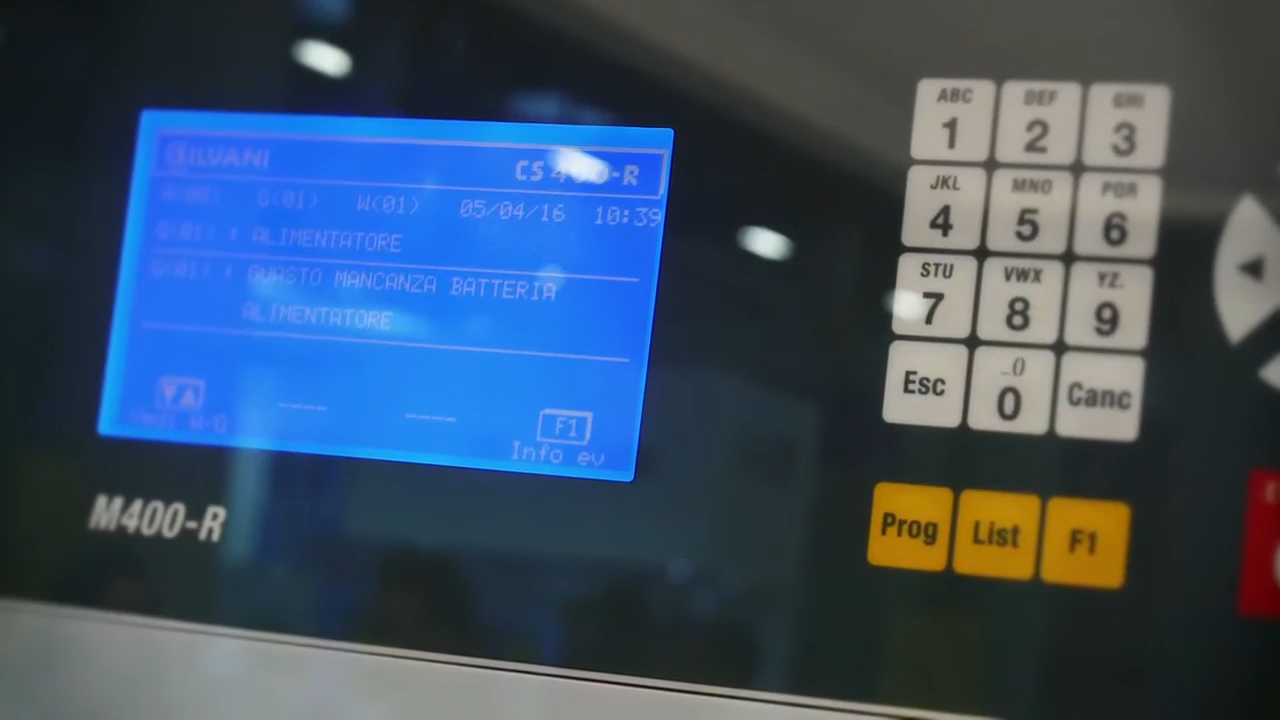 SILVANI
CS 400-R
G(01) W(01) 05/04/16 10:39
G(01) : ALIMENTATORE
G(01) : GUASTO MANCANZA BATTERIA
ALIMENTATORE
F1
Info ev
M400-R
ABC DEF GHI
1 2 3
JKL MNO PQR
4 5 6
STU VWX YZ.
7 8 9
Esc _() Canc
0
Prog List F1